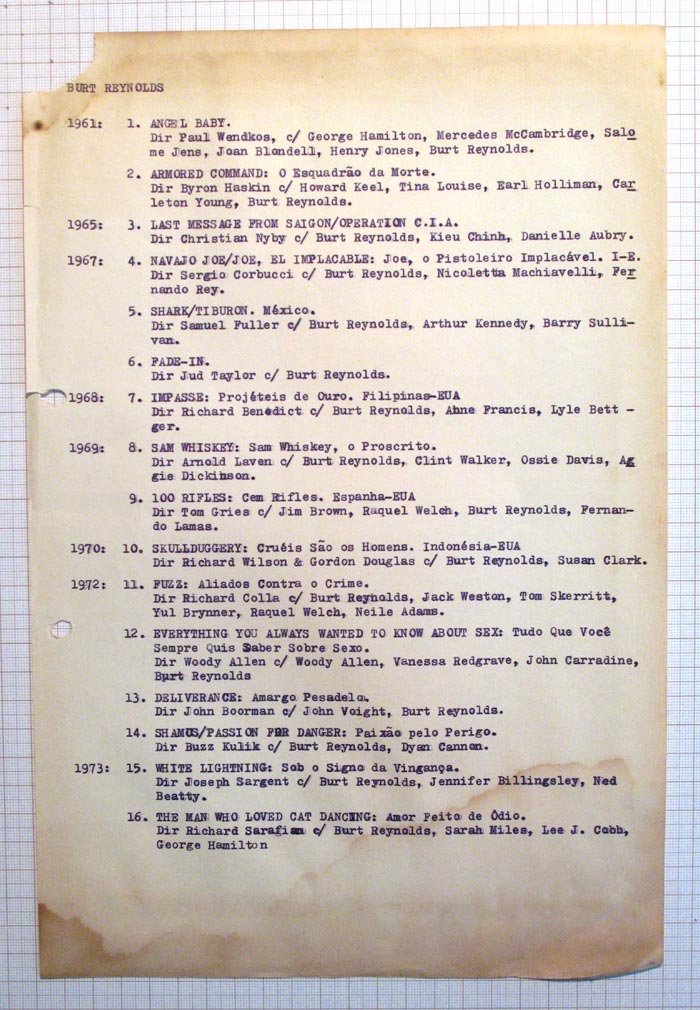 BURT REYNOLDS
1961: 1. ANGEL BABY.
Dir Paul Wendkos, c/ George Hamilton, Mercedes McCambridge, Salo
me Jens, Joan Blondell, Henry Jones, Burt Reynolds.
2. ARMORED COMMAND: O Esquadrão da Morte.
Dir Byron Haskin c/ Howard Keel, Tina Louise, Earl Holliman, Car
leton Young, Burt Reynolds.
1965: 3. LAST MESSAGE FROM SAIGON/OPERATION C.I.A.
Dir Christian Nyby c/ Burt Reynolds, Kieu Chinh, Danielle Aubry.
1967: 4. NAVAJO JOE/JOE, EL IMPLACABLE: Joe, o Pistoleiro Implacável. I-E.
Dir Sergio Corbucci c/ Burt Reynolds, Nicoletta Machiavelli, Fer
nando Rey.
5. SHARK/TIBURON. México.
Dir Samuel Fuller c/ Burt Reynolds, Arthur Kennedy, Barry Sulli-
van.
6. FADE-IN.
Dir Jud Taylor c/ Burt Reynolds.
1968: 7. IMPASSE: Projéteis de Ouro. Filipinas-EUA
Dir Richard Benedict c/ Burt Reynolds, Anne Francis, Lyle Bett -
ger.
1969: 8. SAM WHISKEY: Sam Whiskey, o Proscrito.
Dir Arnold Laven c/ Burt Reynolds, Clint Walker, Ossie Davis, Ag
gie Dickinson.
9. 100 RIFLES: Cem Rifles. Espanha-EUA
Dir Tom Gries c/ Jim Brown, Raquel Welch, Burt Reynolds, Fernan-
do Lamas.
1970: 10. SKULLDUGGERY: Cruéis São os Homens. Indonésia-EUA
Dir Richard Wilson & Gordon Douglas c/ Burt Reynolds, Susan Clark.
1972: 11. FUZZ: Aliados Contra o Crime.
Dir Richard Colla c/ Burt Reynolds, Jack Weston, Tom Skerritt,
Yul Brynner, Raquel Welch, Neile Adams.
12. EVERYTHING YOU ALWAYS WANTED TO KNOW ABOUT SEX: Tudo Que Você
Sempre Quis Saber Sobre Sexo.
Dir Woody Allen c/ Woody Allen, Vanessa Redgrave, John Carradine,
Burt Reynolds
13. DELIVERANCE: Amargo Pesadelo.
Dir John Boorman c/ John Voight, Burt Reynolds.
14. SHAMUS/PASSION FOR DANGER: Paixão pelo Perigo.
Dir Buzz Kulik c/ Burt Reynolds, Dyan Cannon.
1973: 15. WHITE LIGHTNING: Sob o Signo da Vingança.
Dir Joseph Sargent c/ Burt Reynolds, Jennifer Billingsley, Ned
Beatty.
16. THE MAN WHO LOVED CAT DANCING: Amor Feito de Ódio.
Dir Richard Sarafian c/ Burt Reynolds, Sarah Miles, Lee J. Cobb,
George Hamilton